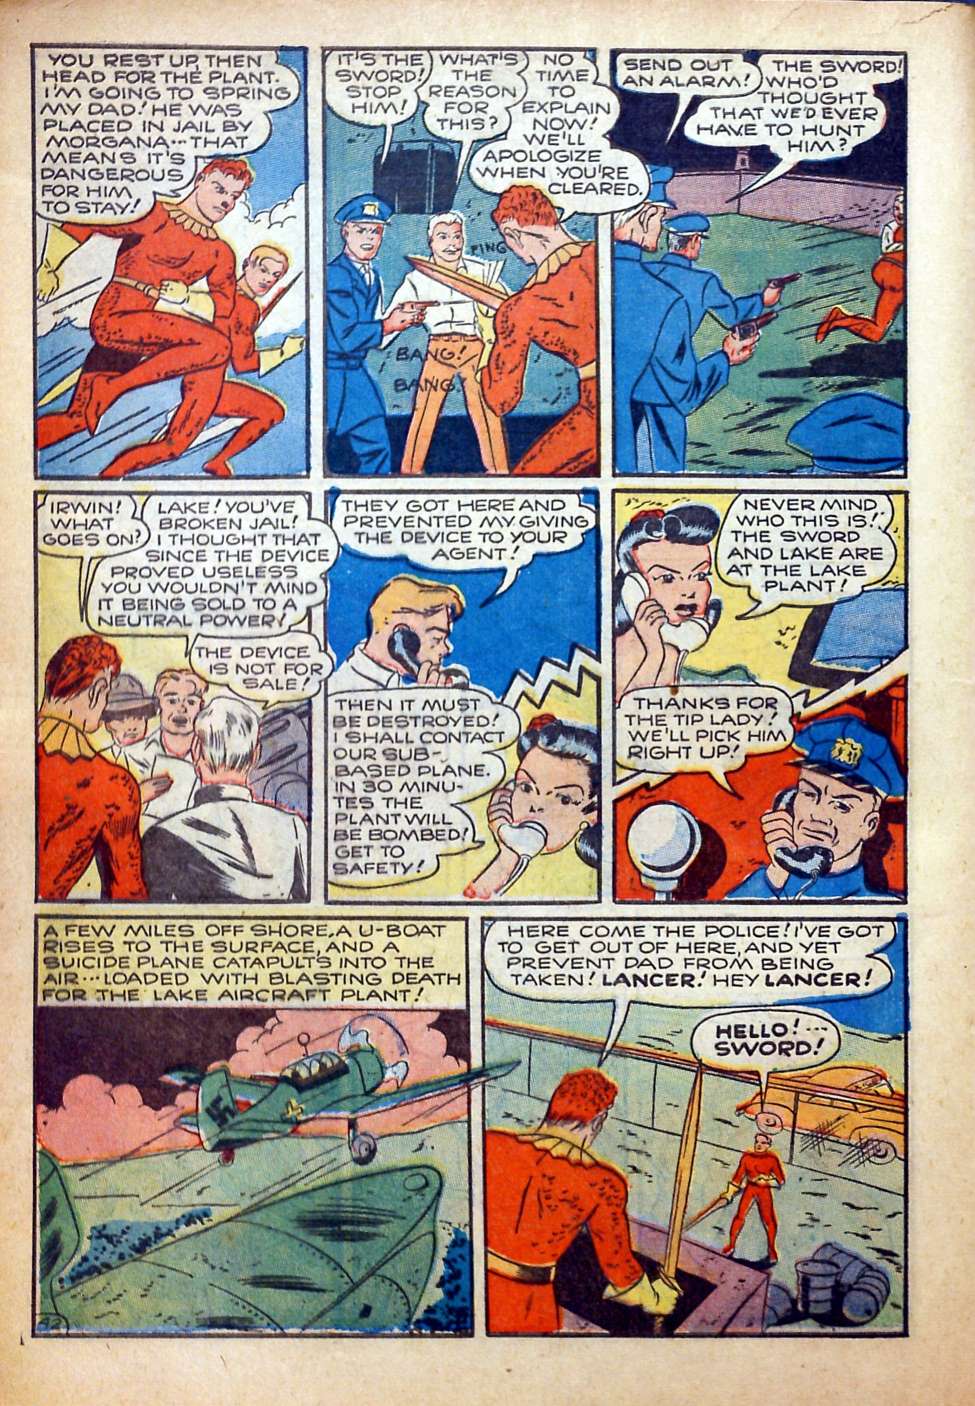 YOU REST UP, THEN
HEAD FOR THE PLANT.
I'M GOING TO SPRING
MY DAD! HE WAS
PLACED IN JAIL BY
MORGANA--THAT
MEANS IT'S
DANGEROUS
FOR HIM
TO STAY!
IT'S THE
SWORD!
STOP
HIM!
WHAT'S
THE
REASON
FOR
THIS?
NO
TIME
TO
EXPLAIN
NOW!
WE'LL
APOLOGIZE
WHEN YOU'RE
CLEARED.
PING
BANG!
BANG!
SEND OUT
AN ALARM!
THE SWORD!
WHO'D
THOUGHT
THAT WE'D EVER
HAVE TO HUNT
HIM?
IRWIN!
WHAT
GOES ON?
LAKE! YOU'VE
BROKEN JAIL!
I THOUGHT THAT
SINCE THE DEVICE
PROVED USELESS
YOU WOULDN'T MIND
IT BEING SOLD TO A
NEUTRAL POWER!
THE DEVICE
IS NOT FOR
SALE!
THEY GOT HERE AND
PREVENTED MY GIVING
THE DEVICE TO YOUR
AGENT!
THEN IT MUST
BE DESTROYED!
I SHALL CONTACT
OUR SUB-
BASED PLANE.
IN 30 MINU-
TES THE
PLANT WILL
BE BOMBED!
GET TO
SAFETY!
NEVER MIND
WHO THIS IS!
THE SWORD
AND LAKE ARE
AT THE LAKE
PLANT!
THANKS FOR
THE TIP LADY!
WE'LL PICK HIM
RIGHT UP!
A FEW MILES OFF SHORE, A U-BOAT
RISES TO THE SURFACE, AND A
SUICIDE PLANE CATAPULT'S INTO THE
AIR---LOADED WITH BLASTING DEATH
FOR THE LAKE AIRCRAFT PLANT!
42
HERE COME THE POLICE! I'VE GOT
TO GET OUT OF HERE, AND YET
PREVENT DAD FROM BEING
TAKEN! LANCER! HEY LANCER!
HELLO!---
SWORD!